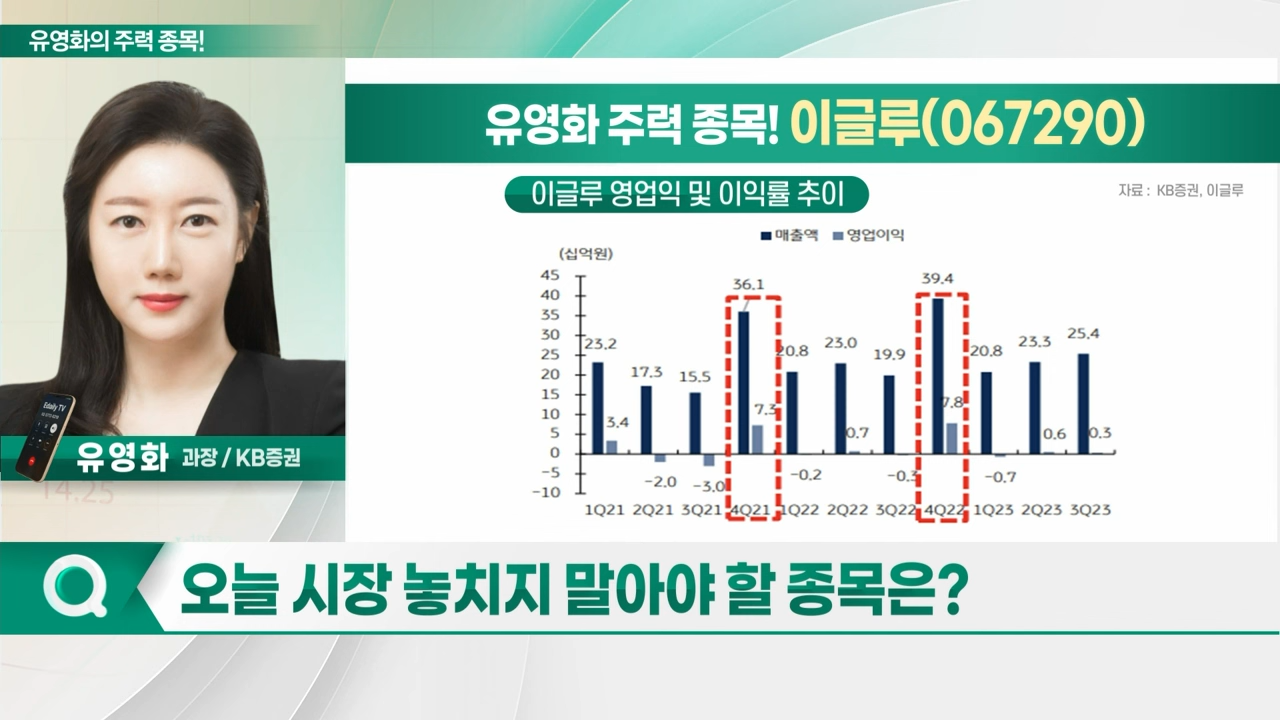 유영화의 주력 종목!
유영화 주력 종목! 이글루(067290)
이글루 영업익 및 이익률 추이
자료 : KB증권, 이글루
매출액 영업이익
(십억원)
45
40
35
30
25
20
15
10
5
0
-5
-10
23.2 17.3 15.5 36.1 20.8 23.0 19.9 39.4 20.8 23.3 25.4
3.4 -2.0 -3.0 7.3 -0.2 0.7 -0.3 7.8 -0.7 0.6 0.3
1Q21 2Q21 3Q21 4Q21 1Q22 2Q22 3Q22 4Q22 1Q23 2Q23 3Q23
Edaily TV
유영화 과장 / KB증권
14.25
오늘 시장 놓치지 말아야 할 종목은?